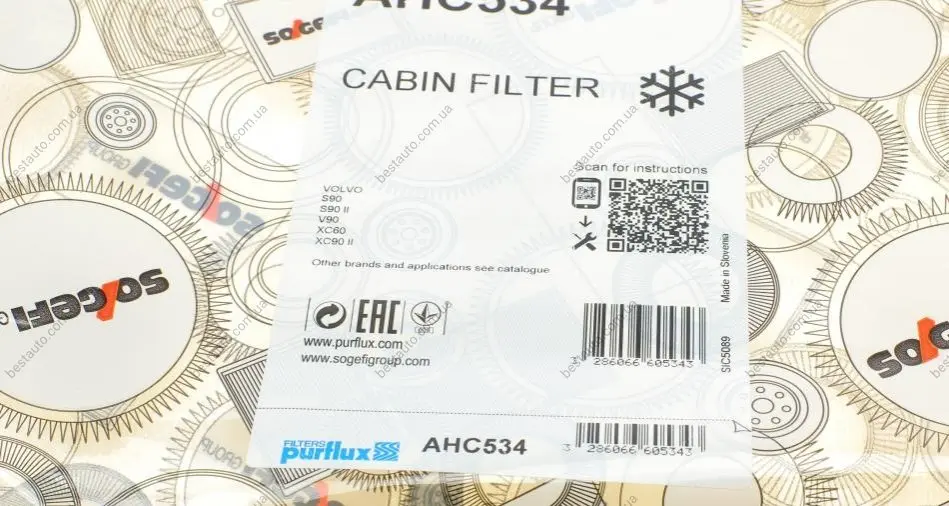 AHC534
SOGEFI
CABIN FILTER
Scan for instructions
VOLVO
S90
S90 II
V90
XC60
XC90 II
Other brands and applications see catalogue
Made in Slovenia
SIC5089
EAC
www.purflux.com
www.sogefigroup.com
3 286066 605343
FILTERS
purflux
AHC534
3 286066 605343
SOGEFI
SOGEFI
SOGEFI
GROUP
bestauto.com.ua